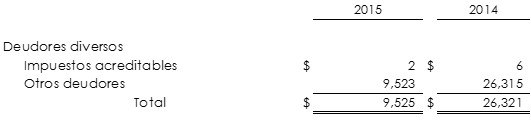 2015 2014
Deudores diversos
Impuestos acreditables $ 2 $ 6
Otros deudores 9,523 26,315
Total $ 9,525 $ 26,321